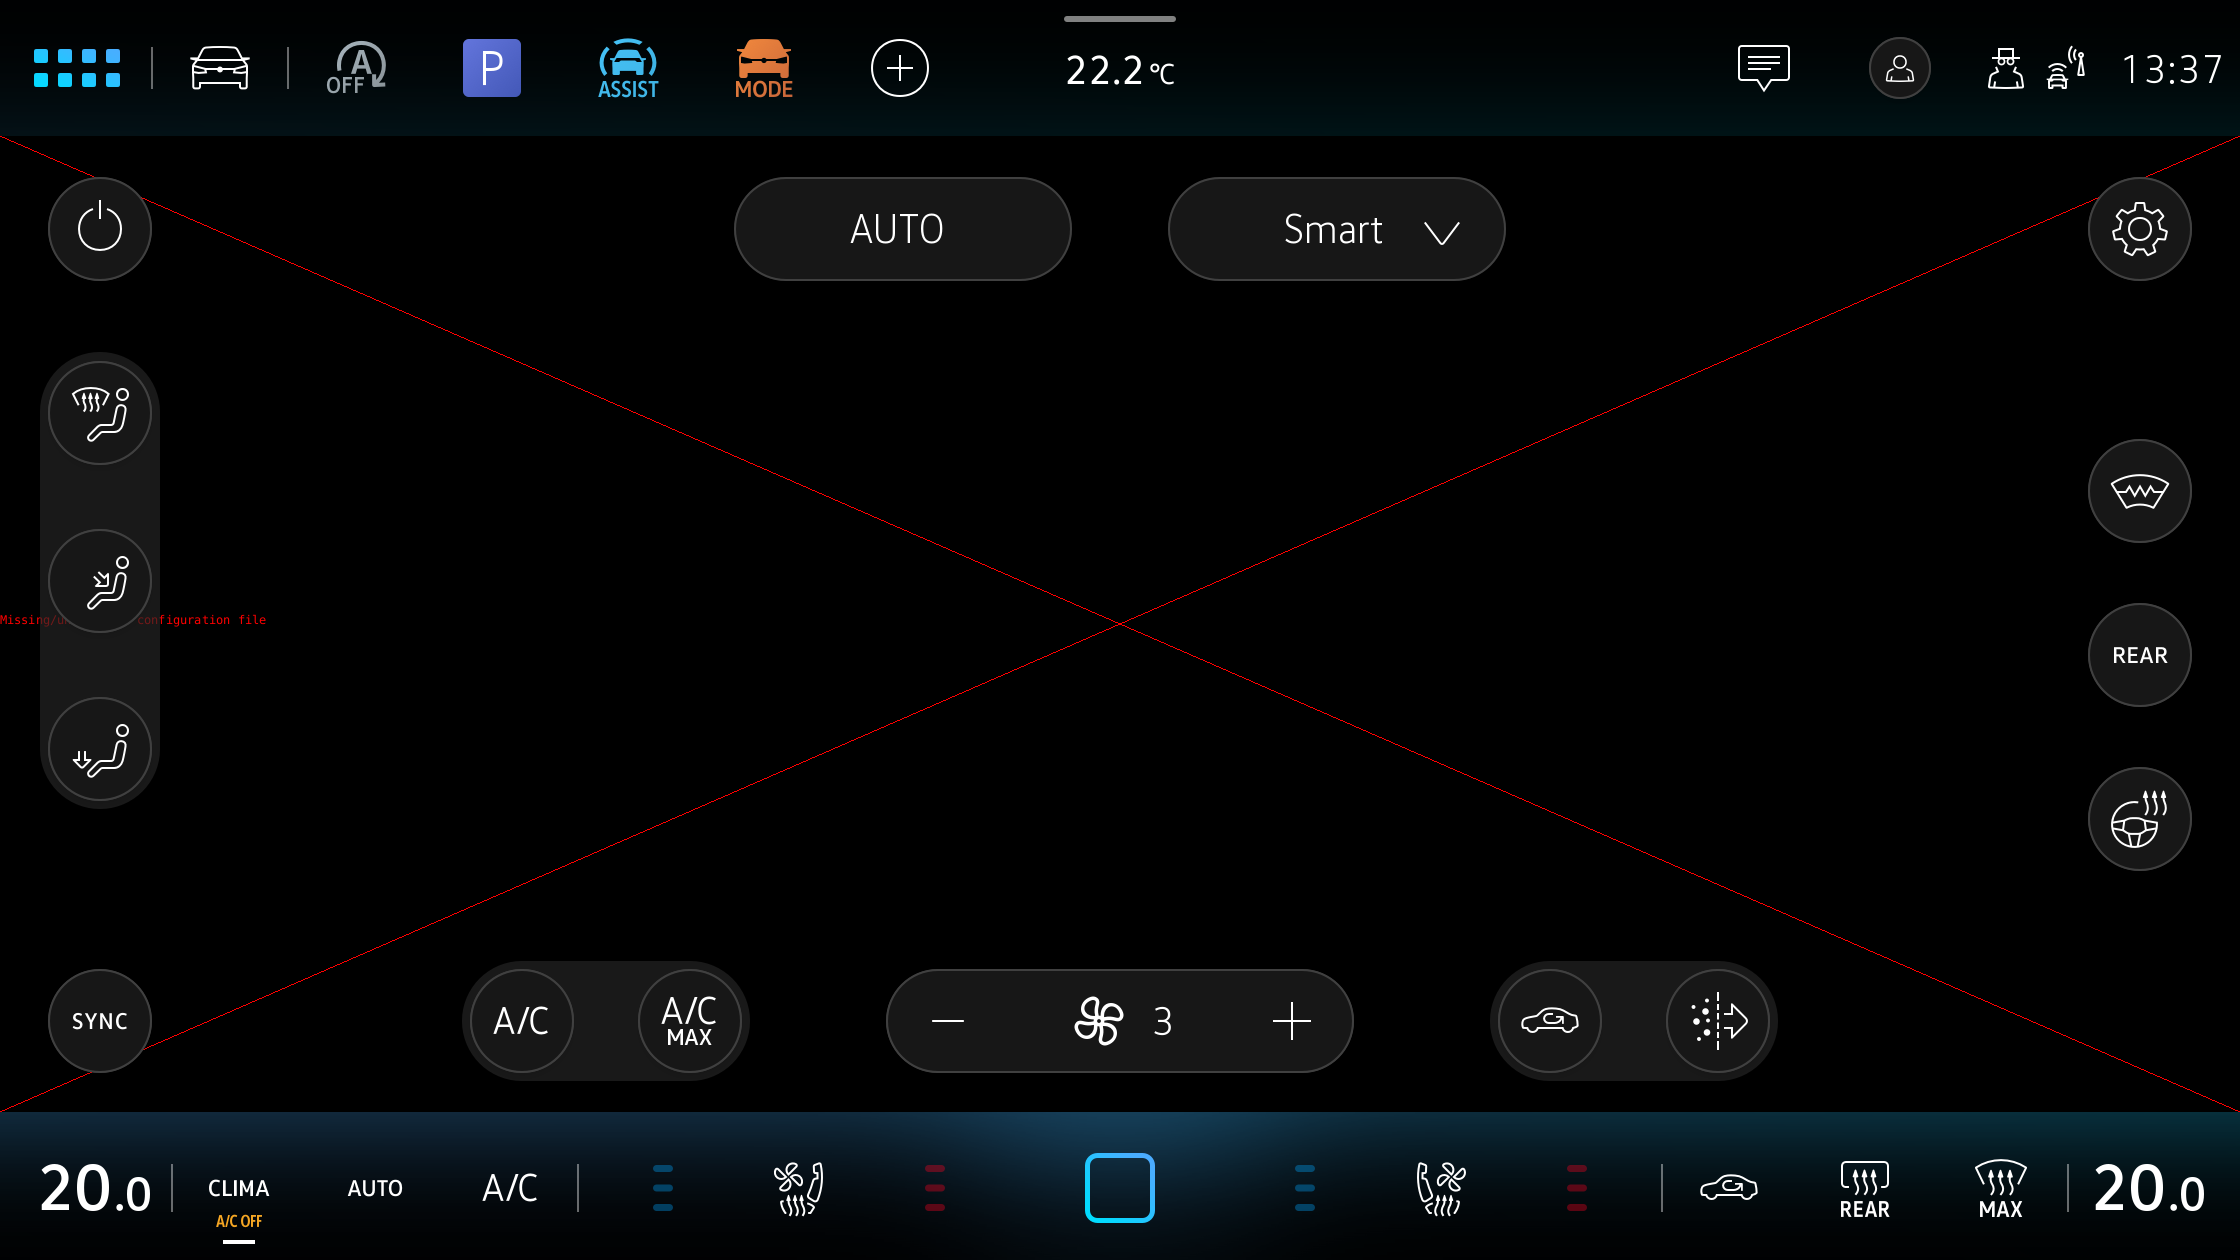 A
OFF
P
ASSIST
MODE
22.2 °C
13:37
AUTO
Smart
Missing/u configuration file
REAR
SYNC
A/C
A/C
MAX
3
20.0
CLIMA
A/C OFF
AUTO
A/C
REAR
MAX
20.0